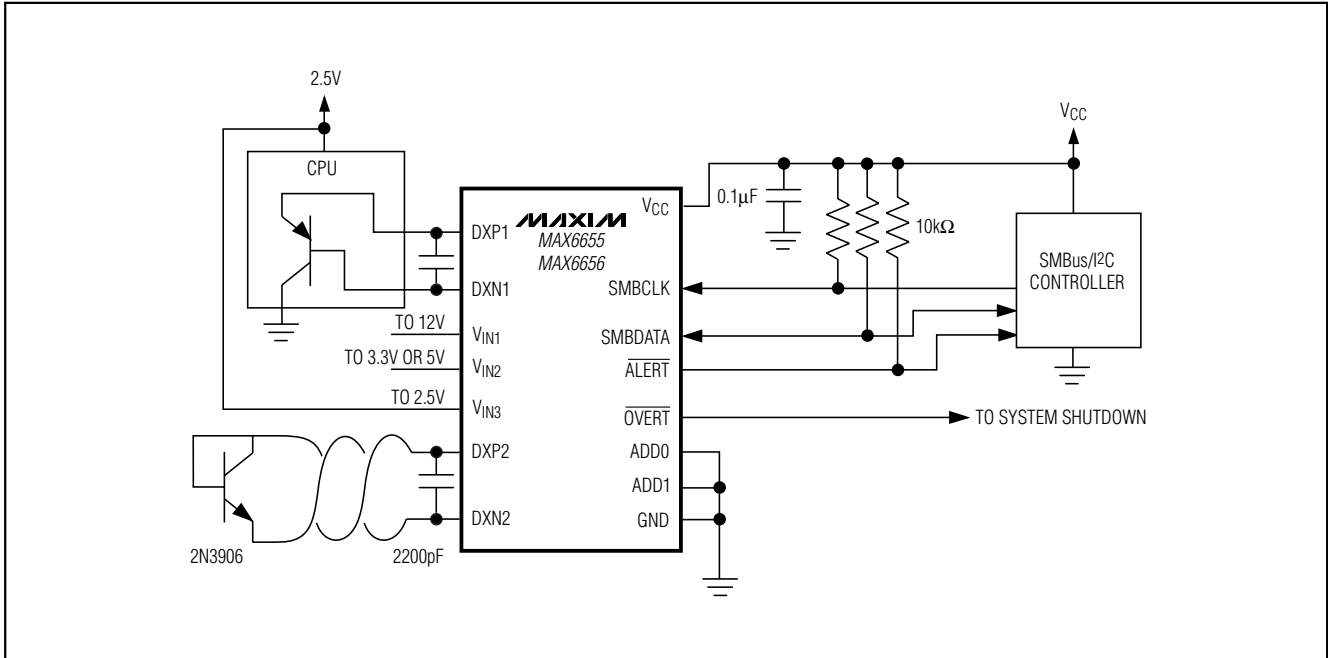 2.5V
CPU
VCC
0.1μF
10kΩ
MAXIM
MAX6655
MAX6656
VCC
DXP1
DXN1
VIN1
VIN2
VIN3
DXP2
DXN2
SMBCLK
SMBDATA
ALERT
OVERT
ADD0
ADD1
GND
SMBus/I2C
CONTROLLER
TO 12V
TO 3.3V OR 5V
TO 2.5V
TO SYSTEM SHUTDOWN
2N3906
2200pF